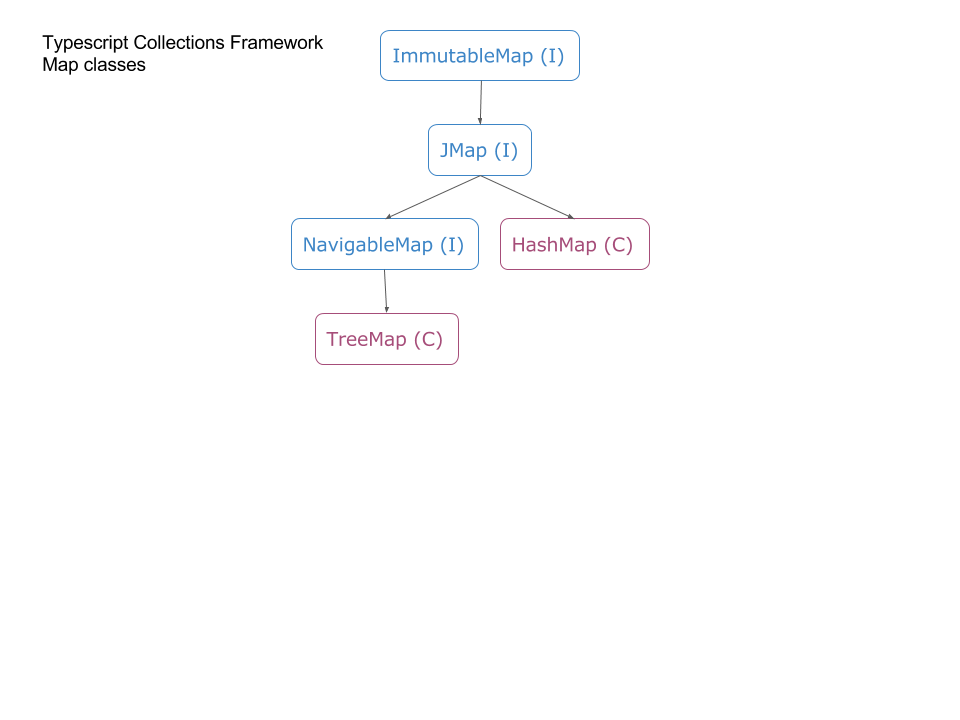 Typescript Collections Framework
Map classes
ImmutableMap (I)
JMap (I)
NavigableMap (I)
HashMap (C)
TreeMap (C)